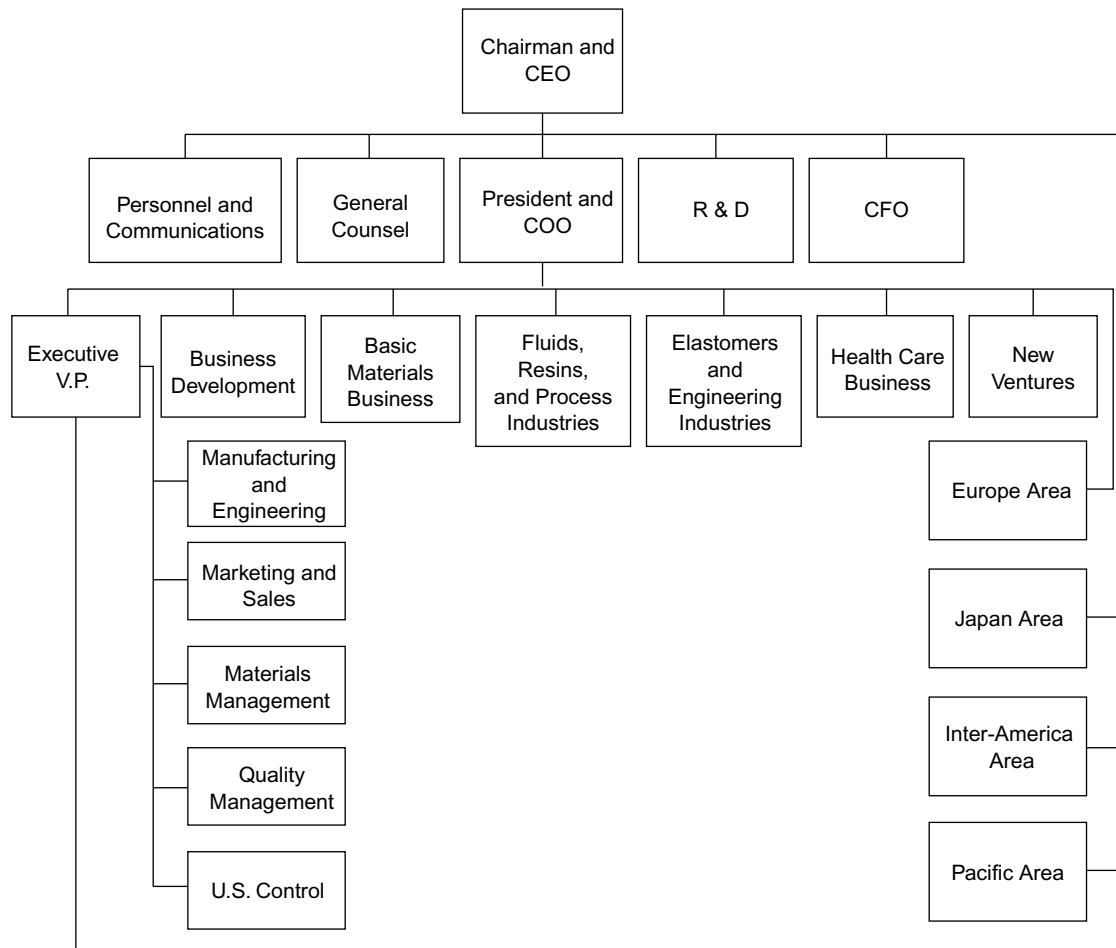 Chairman and
CEO
Personnel and
Communications
General
Counsel
President and
COO
R & D
CFO
Executive
V.P.
Business
Development
Basic
Materials
Business
Fluids,
Resins,
and Process
Industries
Elastomers
and
Engineering
Industries
Health Care
Business
New
Ventures
Manufacturing
and
Engineering
Marketing and
Sales
Materials
Management
Quality
Management
U.S. Control
Europe Area
Japan Area
Inter-America
Area
Pacific Area